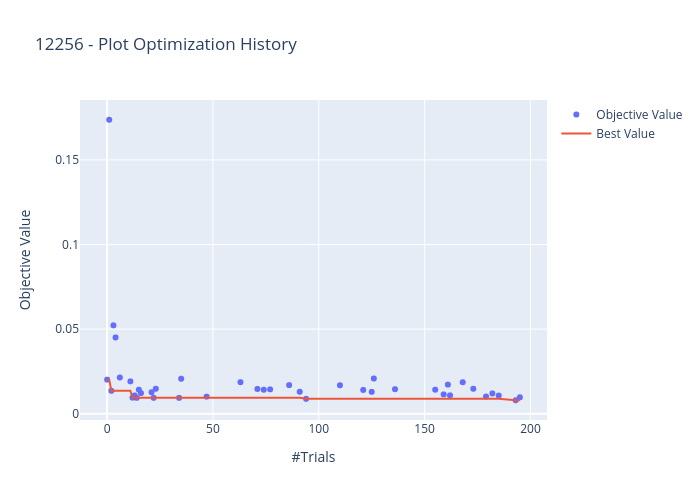 12256 - Plot Optimization History
Objective Value
Best Value
0.15
0.1
0.05
0
Objective Value
0 50 100 150 200
#Trials